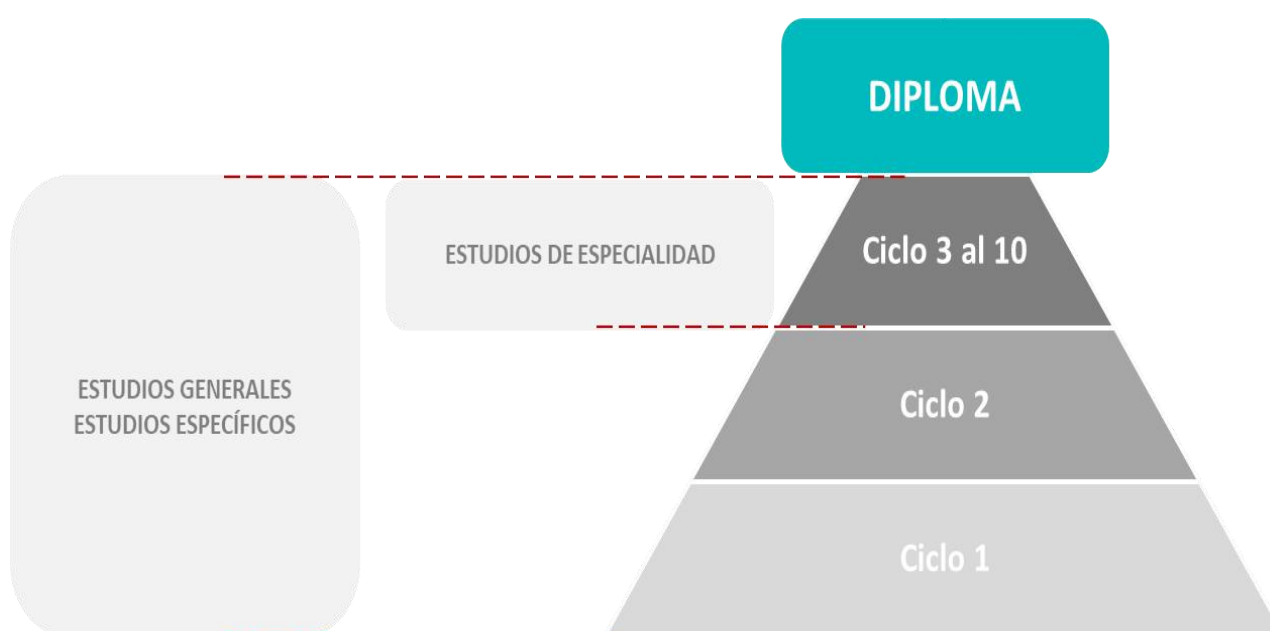 DIPLOMA
ESTUDIOS DE ESPECIALIDAD
Ciclo 3 al 10
ESTUDIOS GENERALES
ESTUDIOS ESPECÍFICOS
Ciclo 2
Ciclo 1